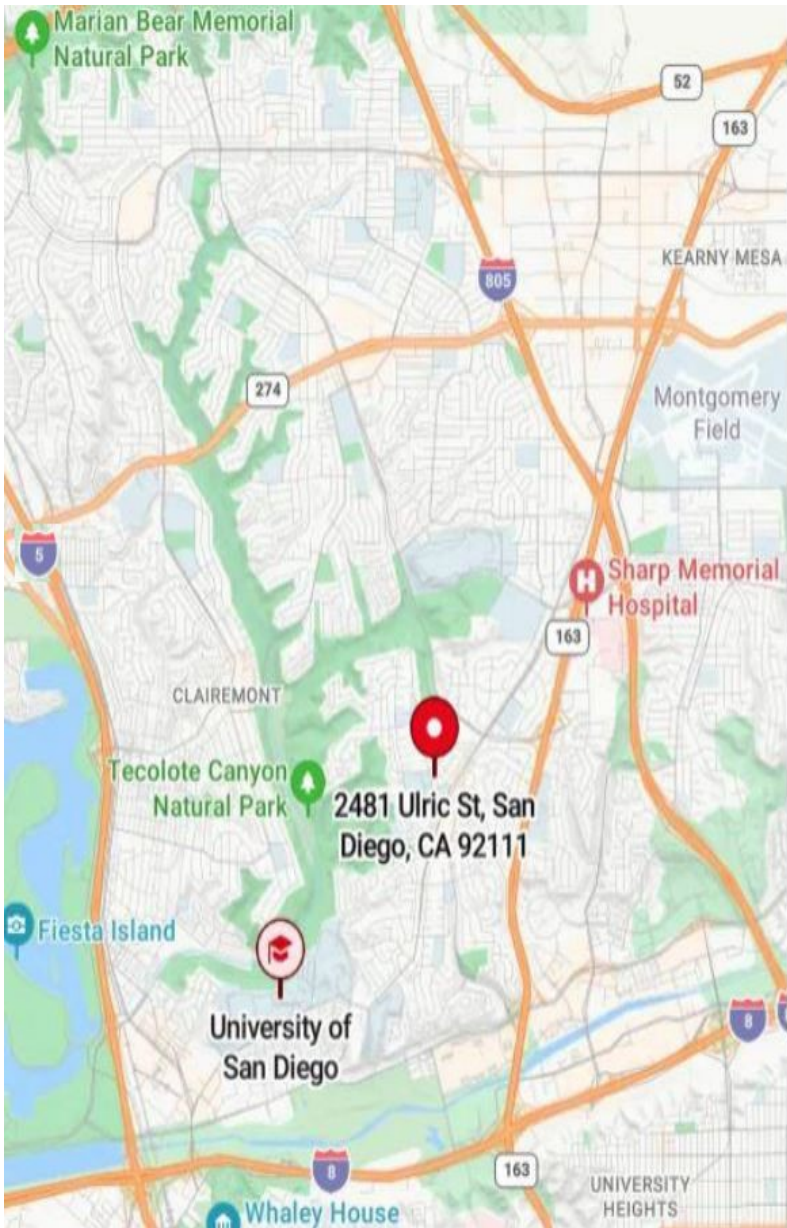 Marian Bear Memorial
Natural Park
52
163
KEARNY MESA
805
274
Montgomery
Field
5
Sharp Memorial
Hospital
163
CLAIREMONT
Tecolote Canyon
Natural Park
2481 Ulric St, San
Diego, CA 92111
Fiesta Island
University of
San Diego
8
8
163
UNIVERSITY
HEIGHTS
Whaley House